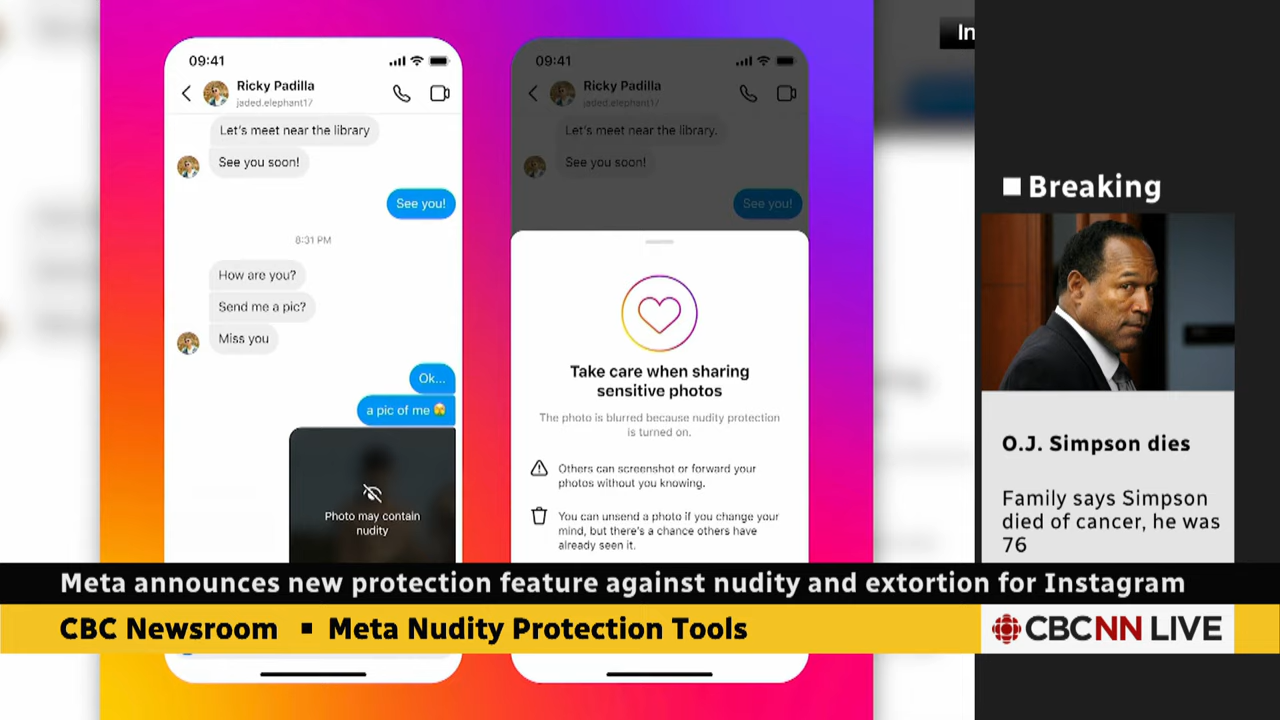 09:41
Ricky Padilla
jaded.elephant17
Let's meet near the library
See you soon!
See you!
8:31 PM
How are you?
Send me a pic?
Miss you
Ok...
a pic of me 🫣
Photo may contain
nudity
09:41
Ricky Padilla
jaded.elephant17
Let's meet near the library.
See you soon!
See you!
Take care when sharing
sensitive photos
The photo is blurred because nudity protection
is turned on.
Others can screenshot or forward your
photos without you knowing.
You can unsend a photo if you change your
mind, but there's a chance others have
already seen it.
In
Breaking
O.J. Simpson dies
Family says Simpson
died of cancer, he was
76
Meta announces new protection feature against nudity and extortion for Instagram
CBC Newsroom ▪ Meta Nudity Protection Tools
CBCNN LIVE